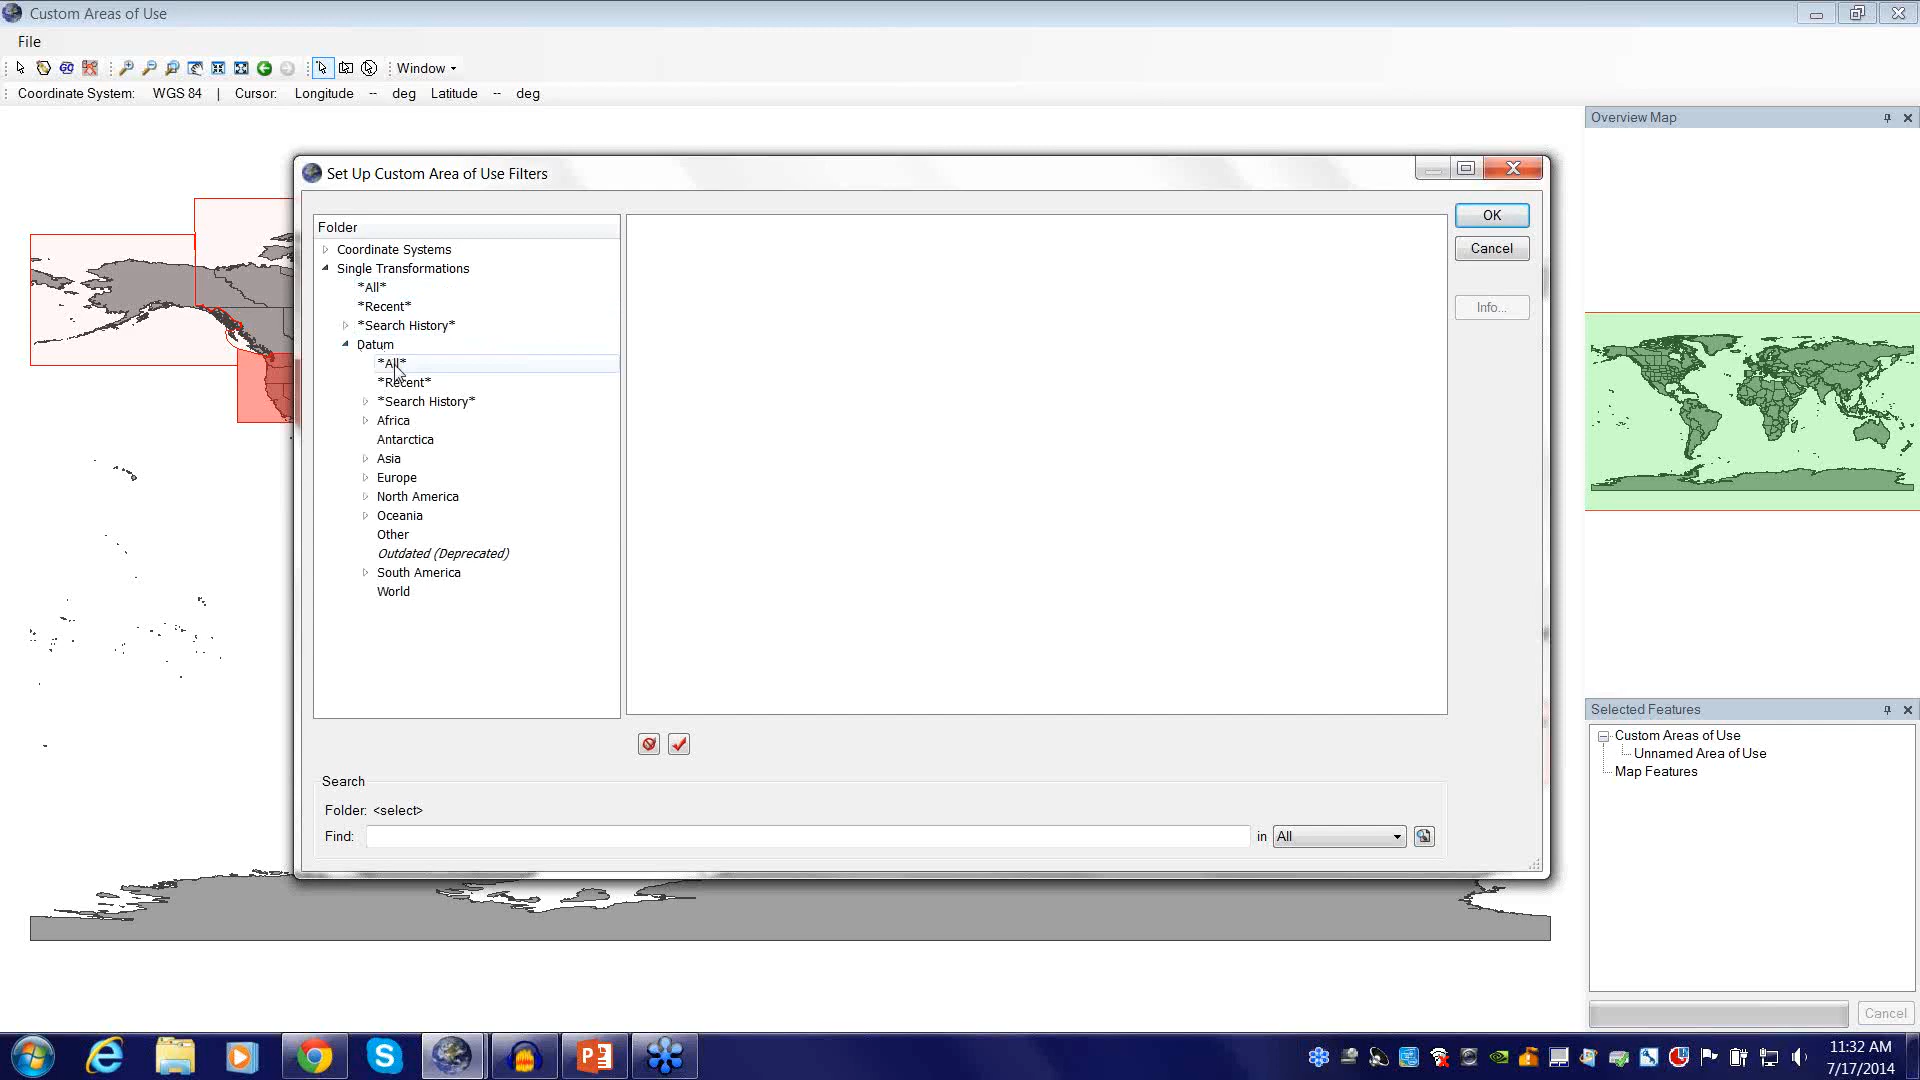 Custom Areas of Use
File
GO
Window
Coordinate System: WGS 84 | Cursor: Longitude -- deg Latitude -- deg
Overview Map
Set Up Custom Area of Use Filters
Folder
Coordinate Systems
Single Transformations
*All*
*Recent*
*Search History*
Datum
*All*
*Recent*
*Search History*
Africa
Antarctica
Asia
Europe
North America
Oceania
Other
Outdated (Deprecated)
South America
World
OK
Cancel
Info...
Search
Folder: <select>
Find:
in All
Selected Features
Custom Areas of Use
Unnamed Area of Use
Map Features
Cancel
11:32 AM
7/17/2014